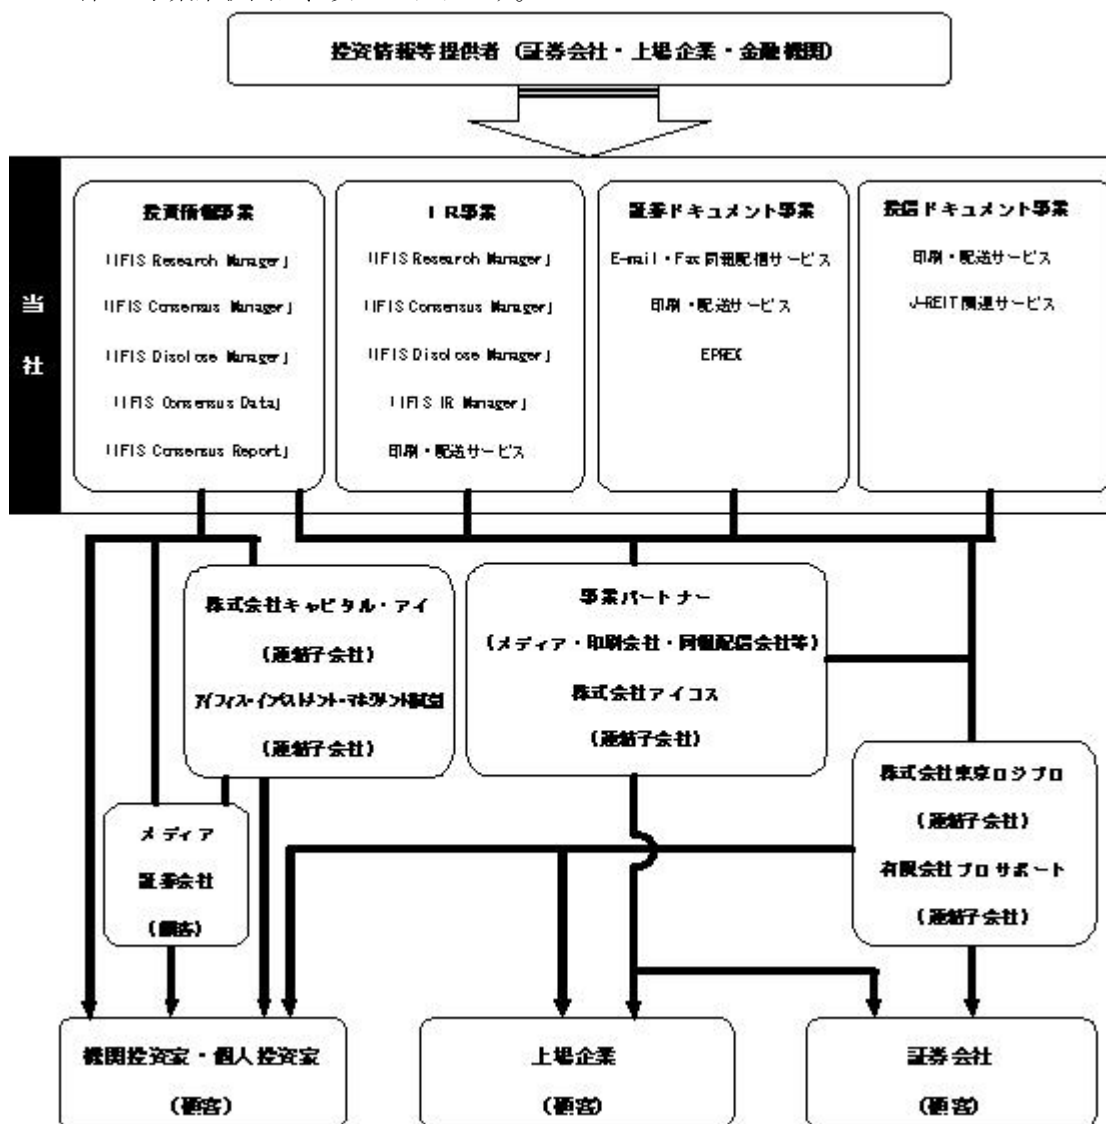 投資情報等提供者（証券会社・上場企業・金融機関）
当社
投資情報事業
「IFIS Research Manager」
「IFIS Consensus Manager」
「IFIS Disclose Manager」
「IFIS Consensus Data」
「IFIS Consensus Report」
ＩＲ事業
「IFIS Research Manager」
「IFIS Consensus Manager」
「IFIS Disclose Manager」
「IFIS IR Manager」
印刷・配送サービス
証券ドキュメント事業
E-mail・Fax同報配信サービス
印刷・配送サービス
投信ドキュメント事業
印刷・配送サービス
J-REIT関連サービス
株式会社キャピタル・アイ
（連結子会社）
アイフィス・インベストメント・マネジメント株式会社
（連結子会社）
事業パートナー
（メディア・印刷会社・同報配信会社等）
株式会社アイコス
（連結子会社）
株式会社東京ロジプロ
（連結子会社）
有限会社プロサポート
（連結子会社）
メディア
証券会社
（顧客）
機関投資家・個人投資家
（顧客）
上場企業
（顧客）
証券会社
（顧客）